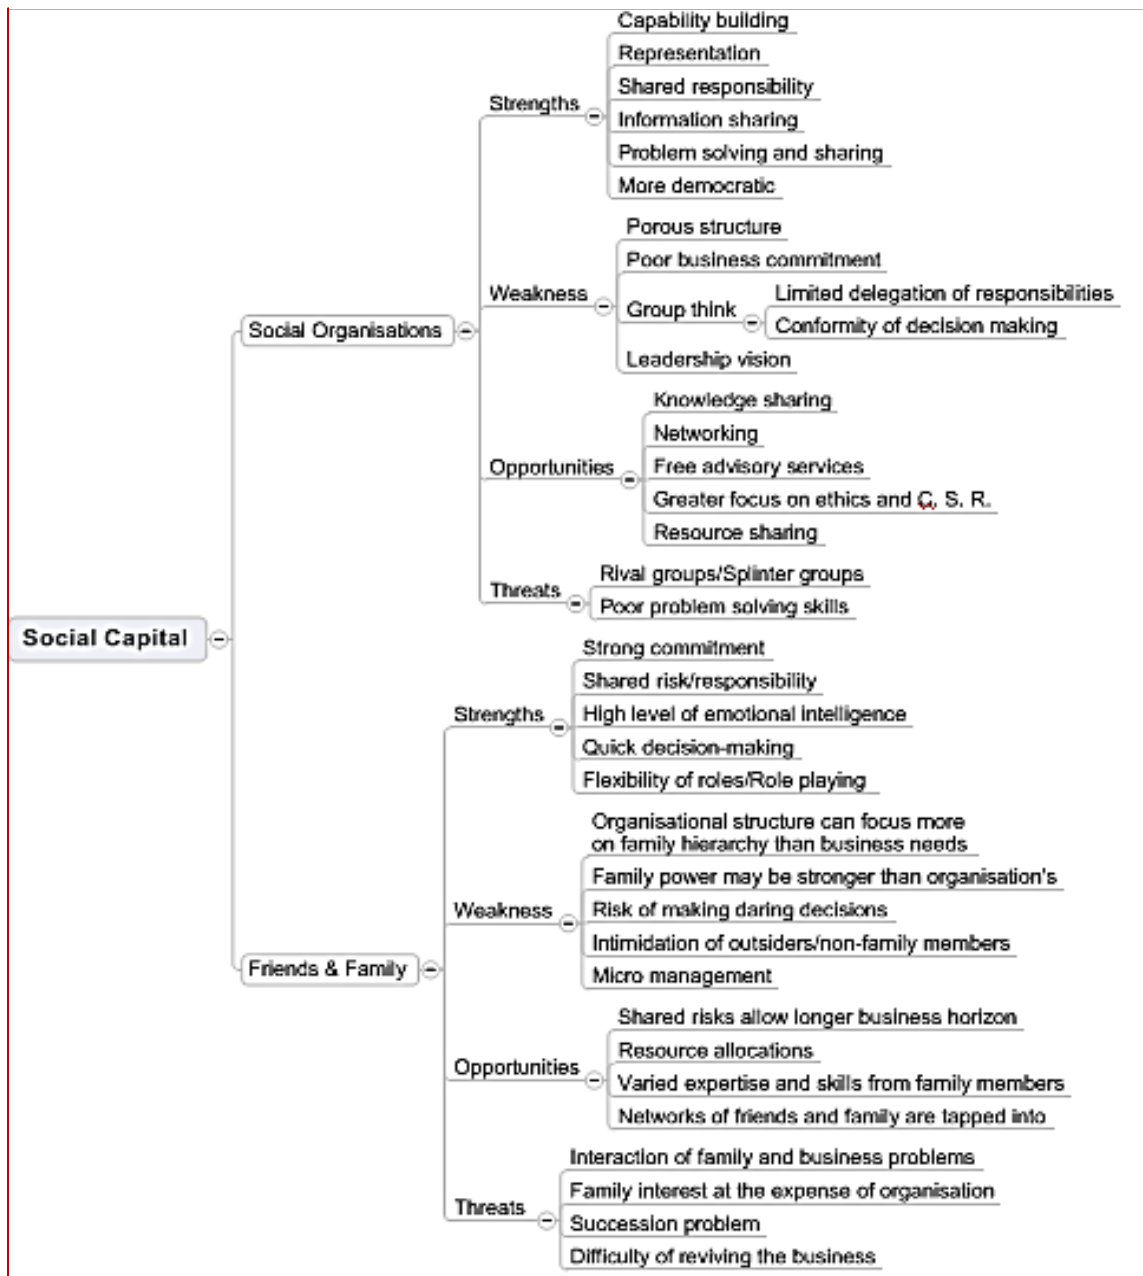 Social Capital
Social Organisations
Strengths
Capability building
Representation
Shared responsibility
Information sharing
Problem solving and sharing
More democratic
Weakness
Porous structure
Poor business commitment
Group think
Limited delegation of responsibilities
Conformity of decision making
Leadership vision
Opportunities
Knowledge sharing
Networking
Free advisory services
Greater focus on ethics and C. S. R.
Resource sharing
Threats
Rival groups/Splinter groups
Poor problem solving skills
Friends & Family
Strengths
Strong commitment
Shared risk/responsibility
High level of emotional intelligence
Quick decision-making
Flexibility of roles/Role playing
Weakness
Organisational structure can focus more
on family hierarchy than business needs
Family power may be stronger than organisation's
Risk of making daring decisions
Intimidation of outsiders/non-family members
Micro management
Opportunities
Shared risks allow longer business horizon
Resource allocations
Varied expertise and skills from family members
Networks of friends and family are tapped into
Threats
Interaction of family and business problems
Family interest at the expense of organisation
Succession problem
Difficulty of reviving the business